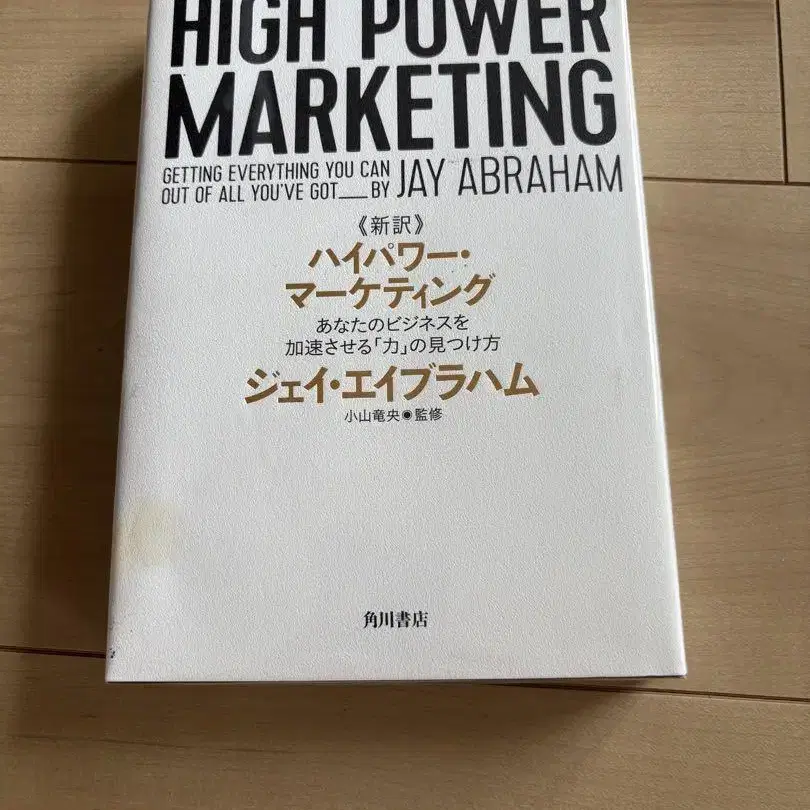 HIGH POWER
MARKETING
GETTING EVERYTHING YOU CAN
OUT OF ALL YOU'VE GOT___BY JAY ABRAHAM
《新訳》
ハイパワー・
マーケティング
あなたのビジネスを
加速させる「力」の見つけ方
ジェイ・エイブラハム
小山竜央◉監修
角川書店